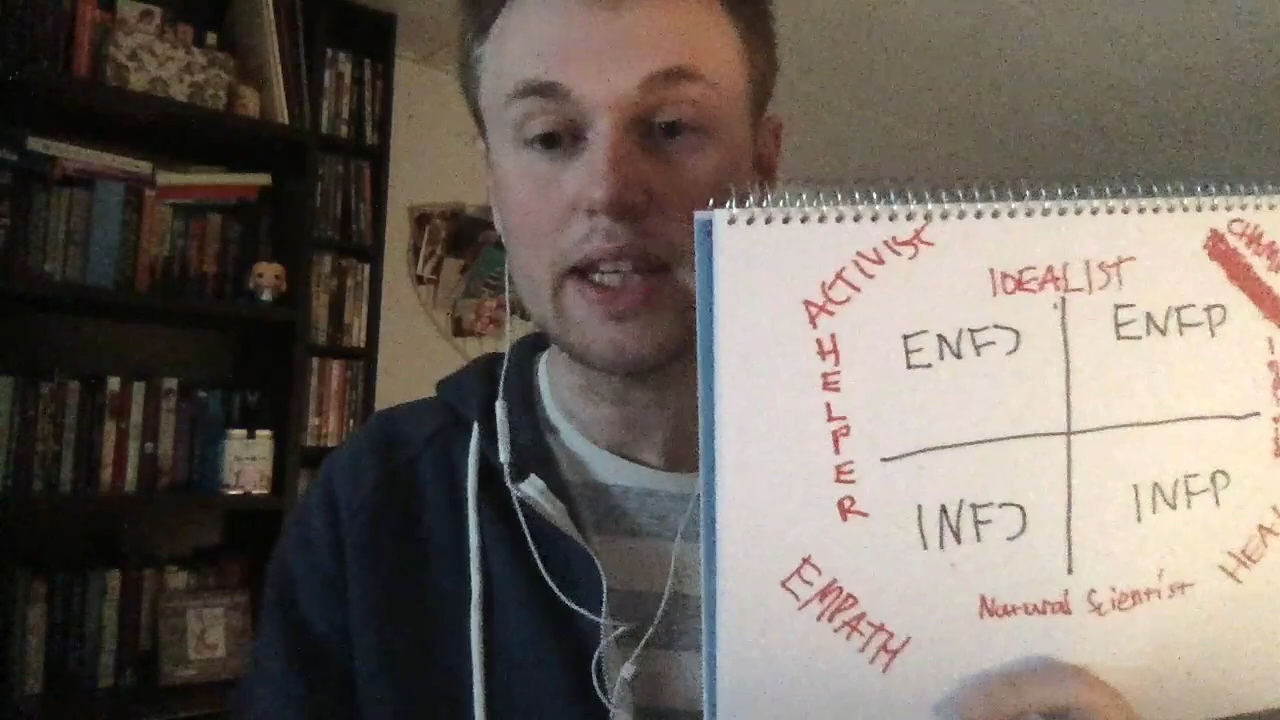 ACTIVIST
IDEALIST
ENFJ
ENFP
HELPER
INFJ
INFP
EMPATH
Natural Scientist